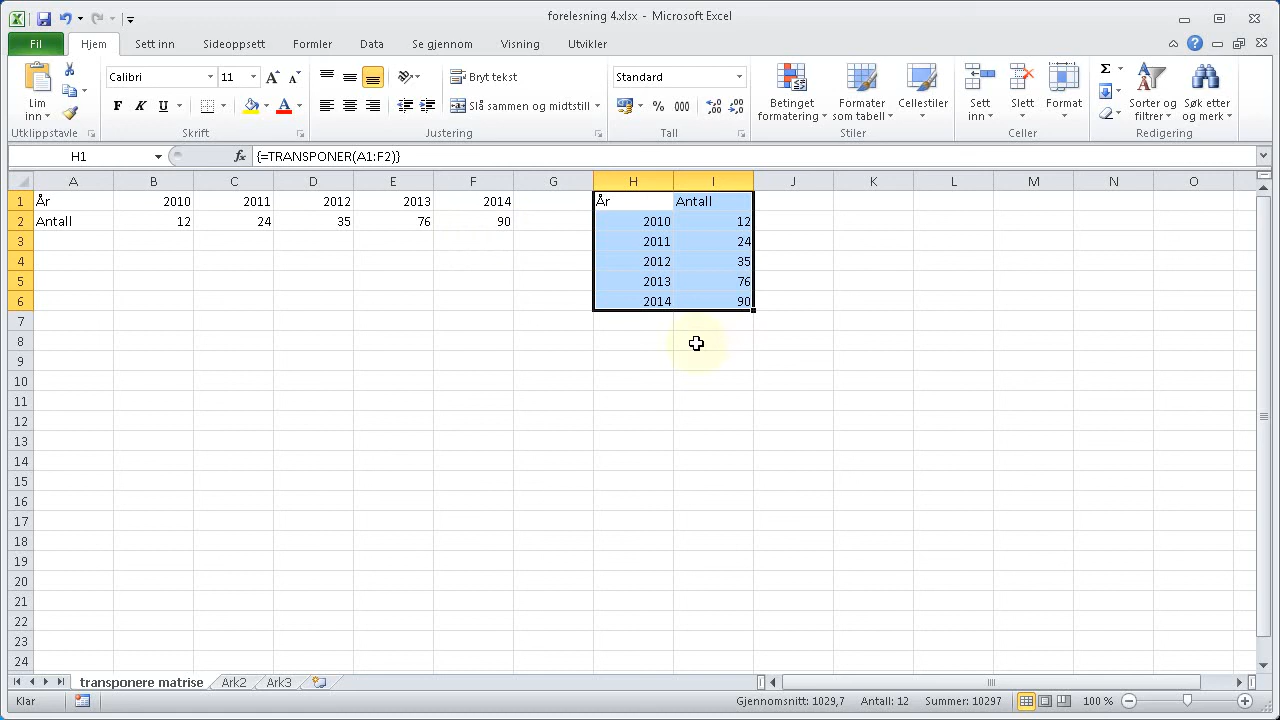 forelesning 4.xlsx - Microsoft Excel
Fil Hjem Sett inn Sideoppsett Formler Data Se gjennom Visning Utvikler
Lim inn
Calibri 11
Bryt tekst
Standard
F K U
Slå sammen og midtstill
% 000
Betinget formatering
Formater som tabell
Cellestiler
Sett inn
Slett
Format
Sorter og filtrer
Søk etter og merk
Utklippstavle Skrift Justering Tall Stiler Celler Redigering
H1 fx {=TRANSPONER(A1:F2)}
A B C D E F G H I J K L M N O
1 År 2010 2011 2012 2013 2014 År Antall
2 Antall 12 24 35 76 90 2010 12
3 2011 24
4 2012 35
5 2013 76
6 2014 90
7
8
9
10
11
12
13
14
15
16
17
18
19
20
21
22
23
24
transponere matrise Ark2 Ark3
Klar Gjennomsnitt: 1029,7 Antall: 12 Summer: 10297 100 %